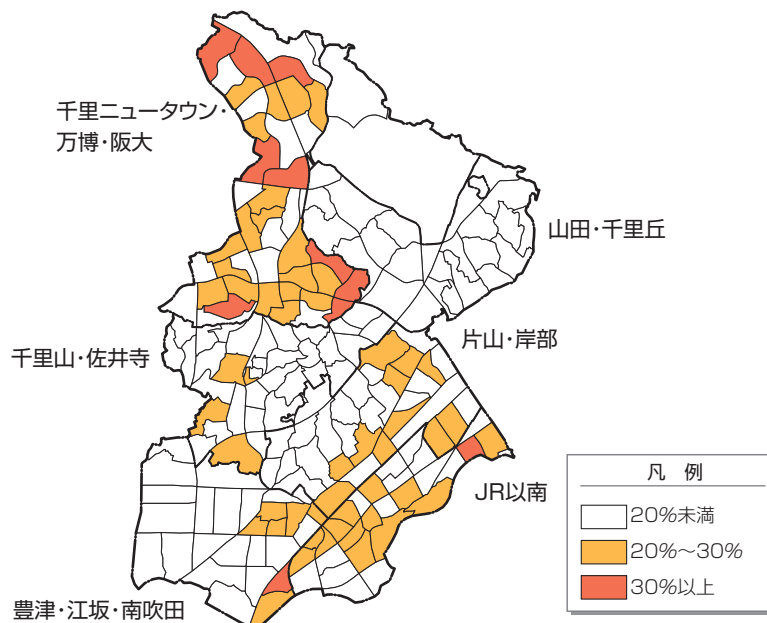 千里ニュータウン・
万博・阪大
山田・千里丘
片山・岸部
千里山・佐井寺
JR以南
豊津・江坂・南吹田
凡 例
20%未満
20%～30%
30%以上